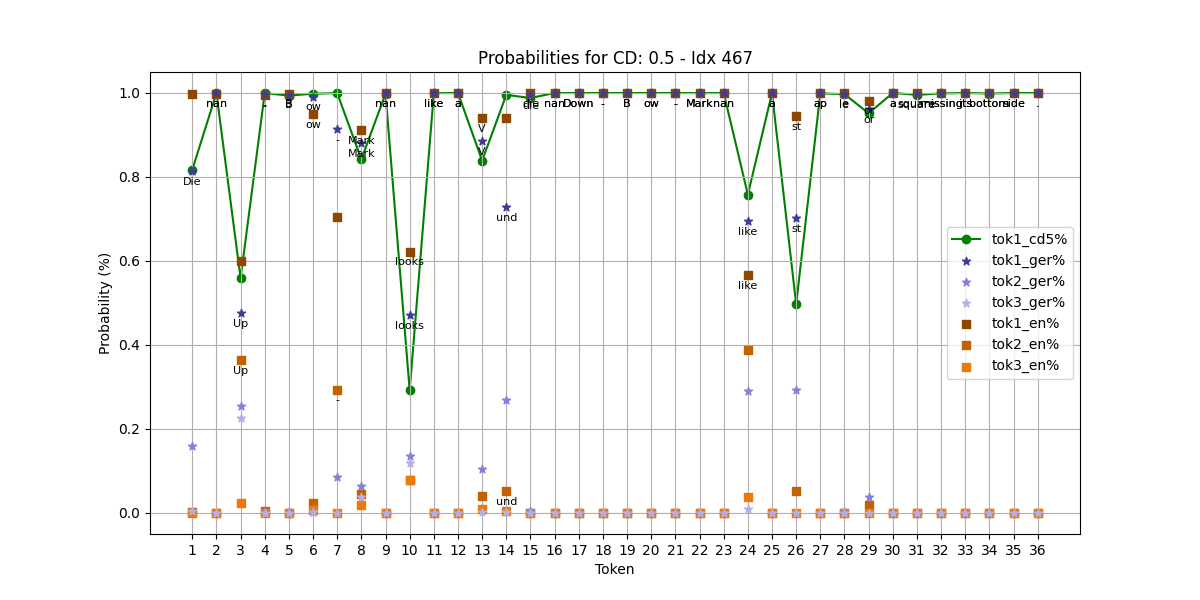 Probabilities for CD: 0.5 - Idx 467
Probability (%)
1.0
0.8
0.6
0.4
0.2
0.0
Die
nan
Up
Up
-
B
ow
ow
-
-
Mark
Mark
nan
looks
looks
like
a
V
V
und
und
die
nan
Down
-
B
ow
-
Mark
nan
like
like
a
st
st
ap
le
of
a
square
missing
its
bottom
side
.
tok1_cd5%
tok1_ger%
tok2_ger%
tok3_ger%
tok1_en%
tok2_en%
tok3_en%
1 2 3 4 5 6 7 8 9 10 11 12 13 14 15 16 17 18 19 20 21 22 23 24 25 26 27 28 29 30 31 32 33 34 35 36
Token